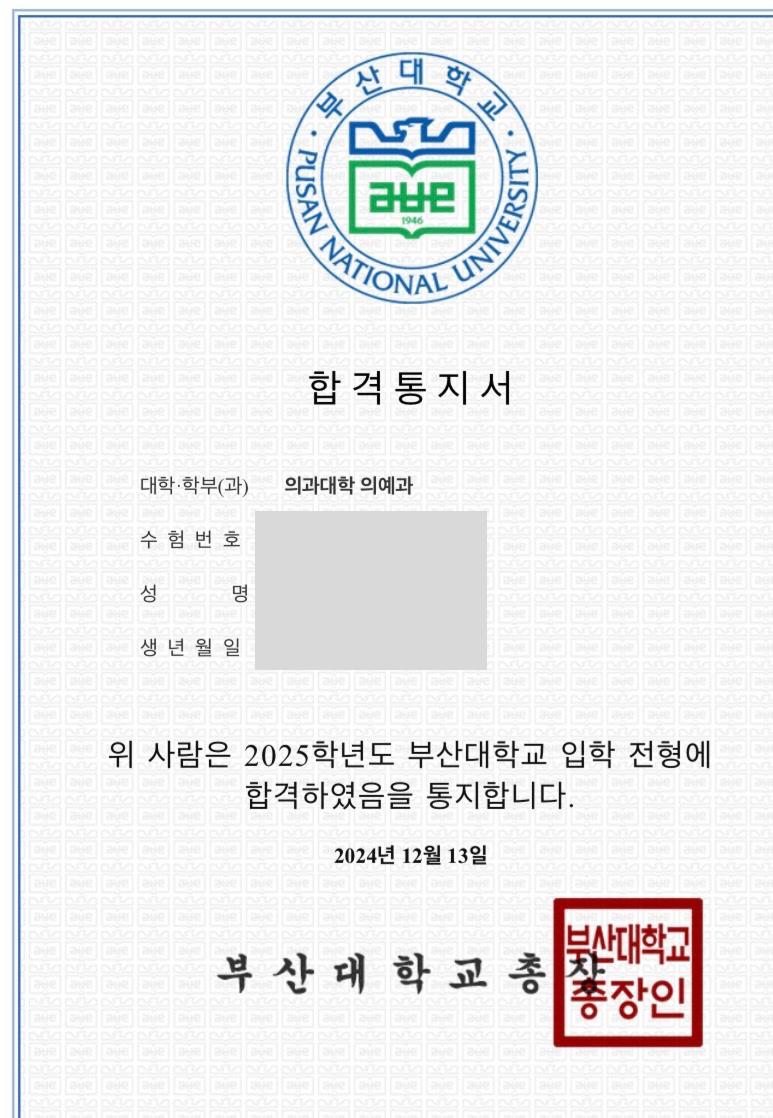 부산대학교
PUSAN NATIONAL UNIVERSITY
1946
합격통지서
대학·학부(과) 의과대학 의예과
수험번호
성 명
생년월일
위 사람은 2025학년도 부산대학교 입학 전형에
합격하였음을 통지합니다.
2024년 12월 13일
부산대학교총장
부산대학교
총장인